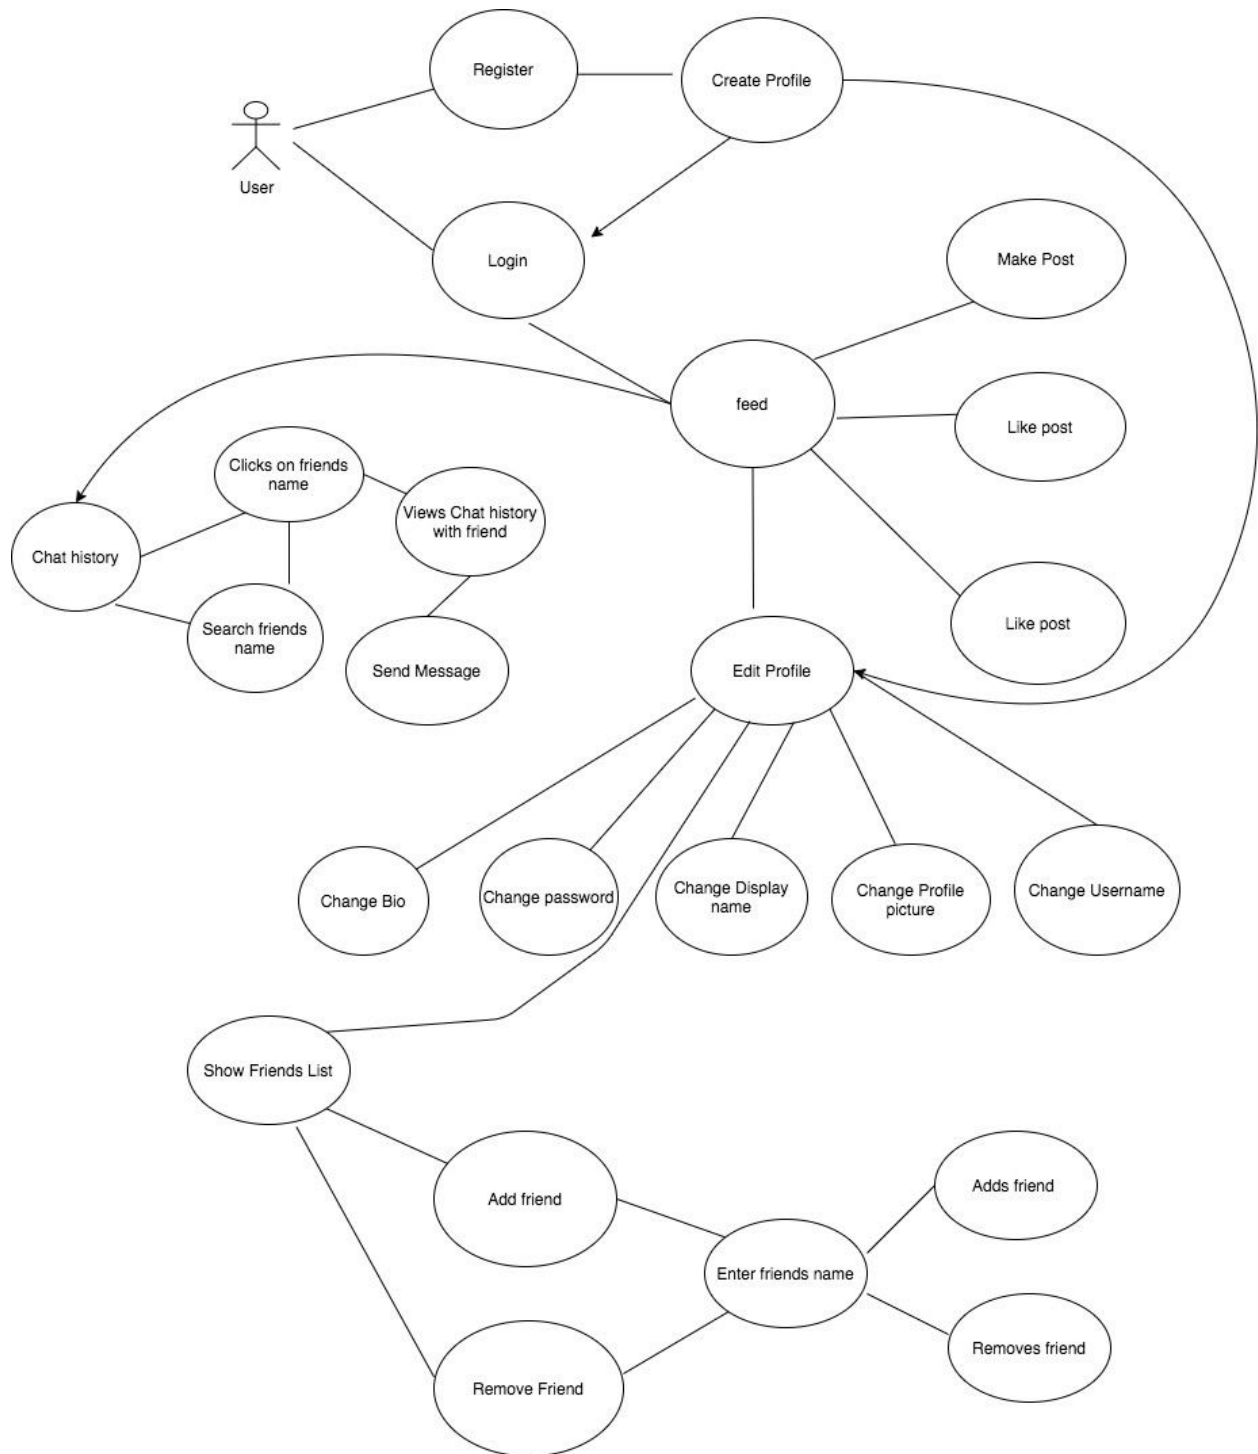 Register
Create Profile
User
Login
Make Post
feed
Like post
Clicks on friends
name
Views Chat history
with friend
Chat history
Search friends
name
Send Message
Like post
Edit Profile
Change Bio
Change password
Change Display
name
Change Profile
picture
Change Username
Show Friends List
Add friend
Adds friend
Enter friends name
Removes friend
Remove Friend